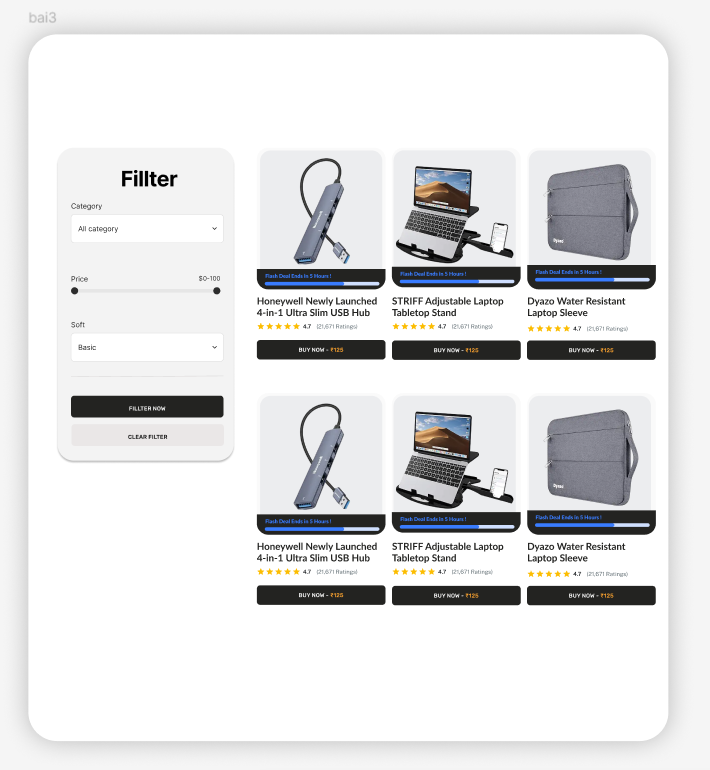 bai3
Fillter
Category
All category
Price $0-100
Soft
Basic
FILLTER NOW
CLEAR FILTER
Flash Deal Ends in 5 Hours !
Honeywell Newly Launched
4-in-1 Ultra Slim USB Hub
4.7 (21,671 Ratings)
BUY NOW - ₹125
Flash Deal Ends in 5 Hours !
STRIFF Adjustable Laptop
Tabletop Stand
4.7 (21,671 Ratings)
BUY NOW - ₹125
Dyazo
Flash Deal Ends in 5 Hours !
Dyazo Water Resistant
Laptop Sleeve
4.7 (21,671 Ratings)
BUY NOW - ₹125
Flash Deal Ends in 5 Hours !
Honeywell Newly Launched
4-in-1 Ultra Slim USB Hub
4.7 (21,671 Ratings)
BUY NOW - ₹125
Flash Deal Ends in 5 Hours !
STRIFF Adjustable Laptop
Tabletop Stand
4.7 (21,671 Ratings)
BUY NOW - ₹125
Dyazo
Flash Deal Ends in 5 Hours !
Dyazo Water Resistant
Laptop Sleeve
4.7 (21,671 Ratings)
BUY NOW - ₹125